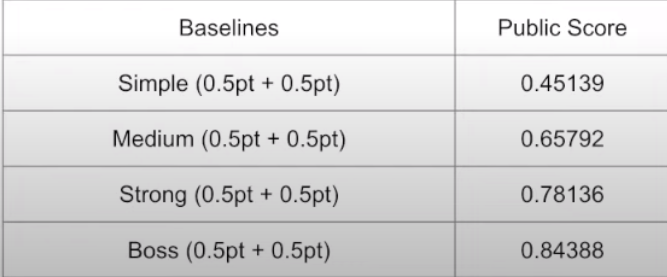 Baselines Public Score
Simple (0.5pt + 0.5pt) 0.45139
Medium (0.5pt + 0.5pt) 0.65792
Strong (0.5pt + 0.5pt) 0.78136
Boss (0.5pt + 0.5pt) 0.84388